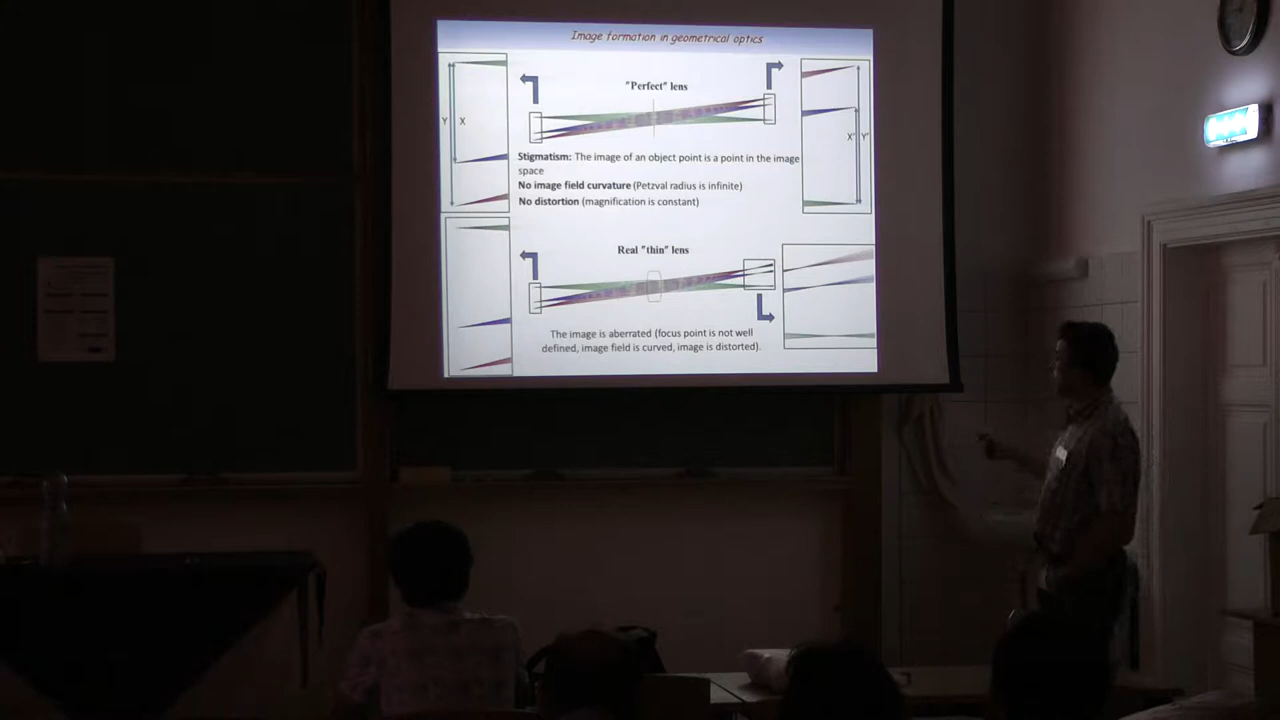 Image formation in geometrical optics
"Perfect" lens
Y X
X' Y'
Stigmatism: The image of an object point is a point in the image
space
No image field curvature (Petzval radius is infinite)
No distortion (magnification is constant)
Real "thin" lens
The image is aberrated (focus point is not well
defined, image field is curved, image is distorted).